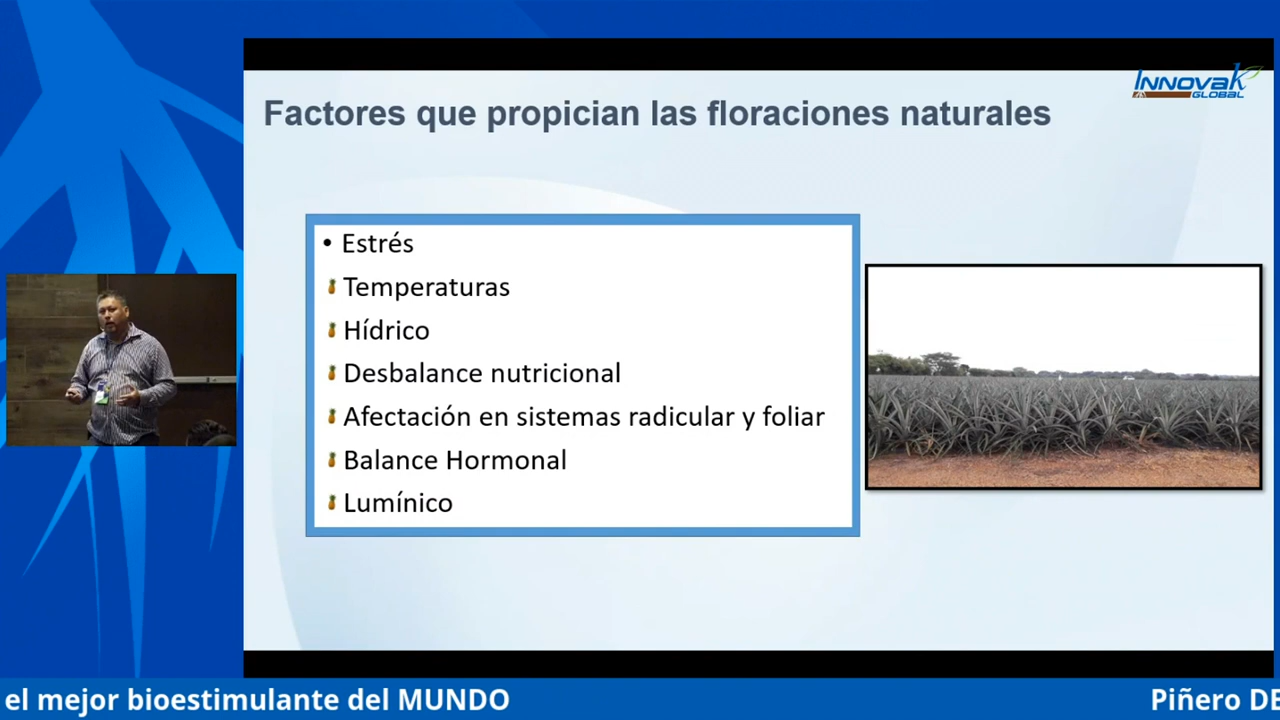 Innovak
GLOBAL
Factores que propician las floraciones naturales
• Estrés
Temperaturas
Hídrico
Desbalance nutricional
Afectación en sistemas radicular y foliar
Balance Hormonal
Lumínico
el mejor bioestimulante del MUNDO
Piñero DE